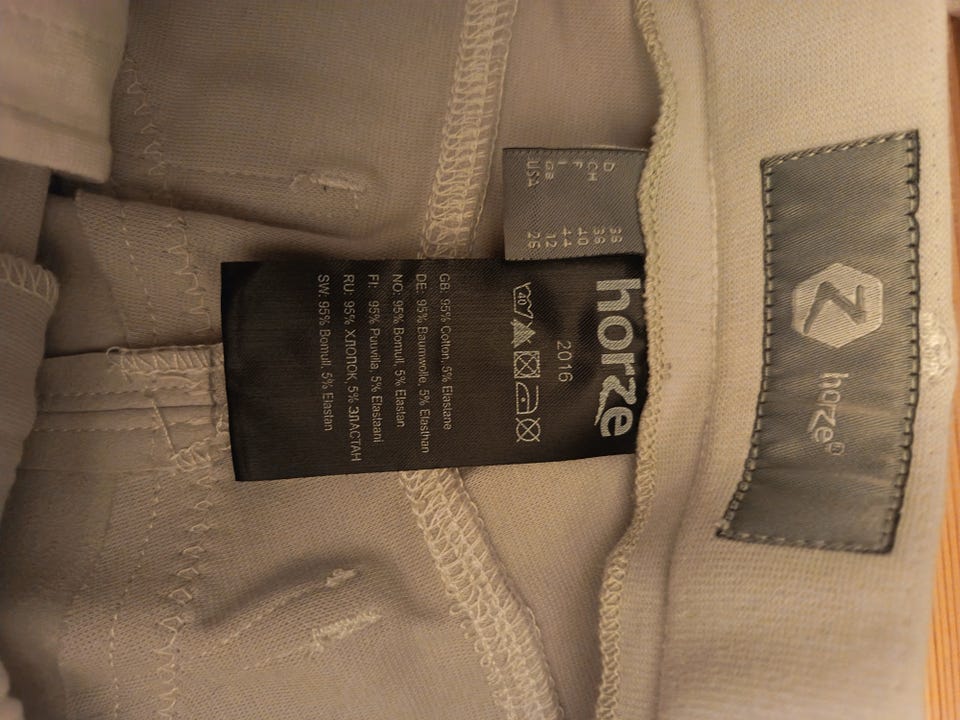 horze®
D
CH
F 40
I 44
GB 12
USA 26
horze
2016
40
GB: 95% Cotton, 5% Elastane
DE: 95% Baumwolle, 5% Elasthan
NO: 95% Bomull, 5% Elastan
FI: 95% Puuvilla, 5% Elastaani
RU: 95% ХЛОПОК, 5% ЭЛАСТАН
SW: 95% Bomull, 5% Elastan